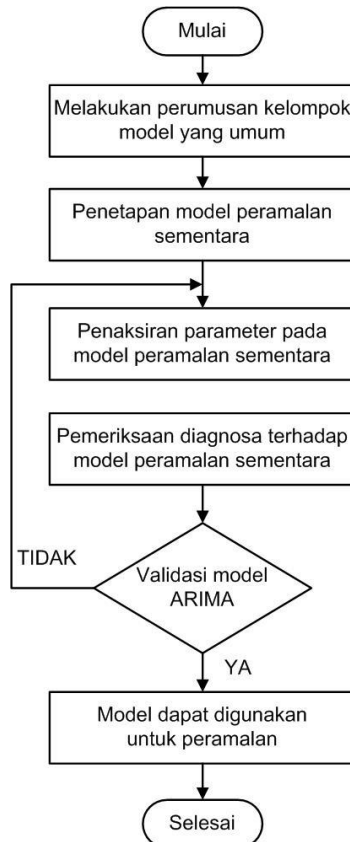 Mulai
Melakukan perumusan kelompok
model yang umum
Penetapan model peramalan
sementara
Penaksiran parameter pada
model peramalan sementara
Pemeriksaan diagnosa terhadap
model peramalan sementara
TIDAK
Validasi model
ARIMA
YA
Model dapat digunakan
untuk peramalan
Selesai